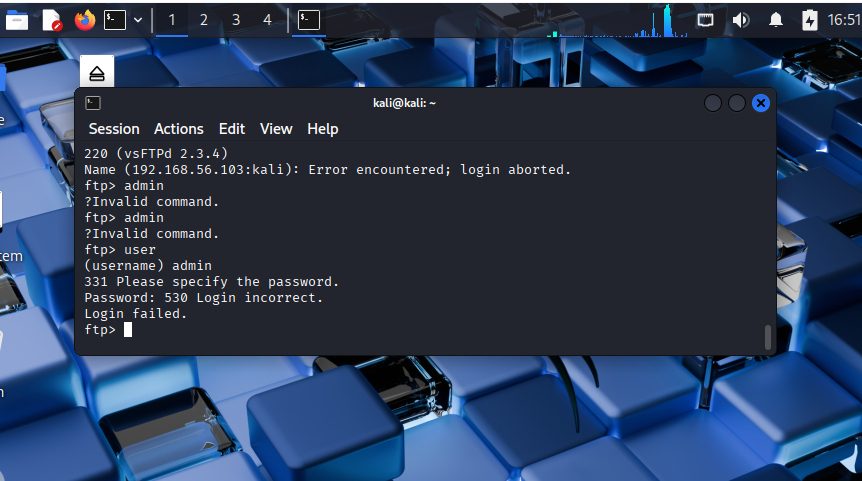 1 2 3 4
16:51
kali@kali: ~
Session Actions Edit View Help
220 (vsFTPd 2.3.4)
Name (192.168.56.103:kali): Error encountered; login aborted.
ftp> admin
?Invalid command.
ftp> admin
?Invalid command.
ftp> user
(username) admin
331 Please specify the password.
Password: 530 Login incorrect.
Login failed.
ftp>